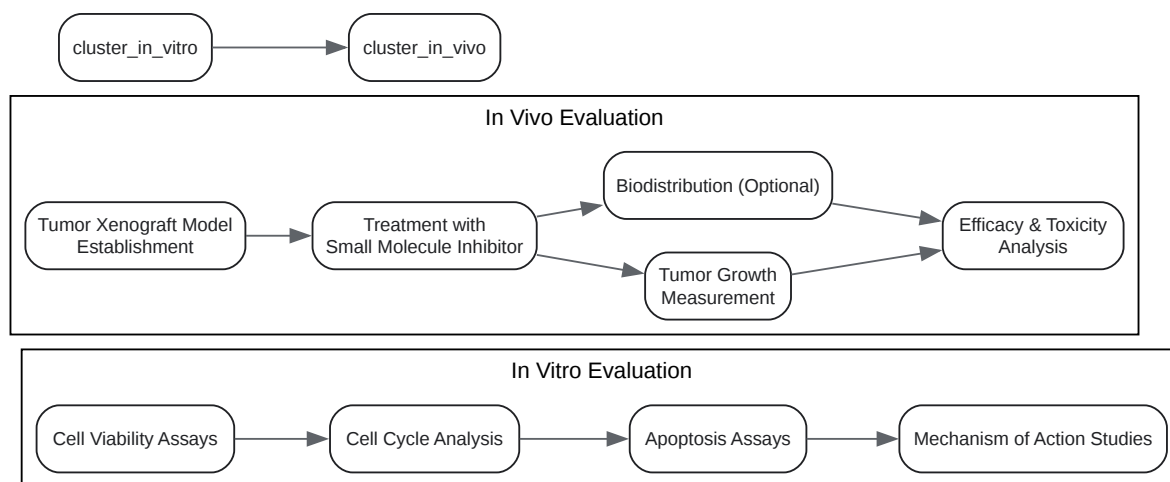 cluster_in_vitro
cluster_in_vivo
In Vivo Evaluation
Tumor Xenograft Model
Establishment
Treatment with
Small Molecule Inhibitor
Biodistribution (Optional)
Tumor Growth
Measurement
Efficacy & Toxicity
Analysis
In Vitro Evaluation
Cell Viability Assays
Cell Cycle Analysis
Apoptosis Assays
Mechanism of Action Studies